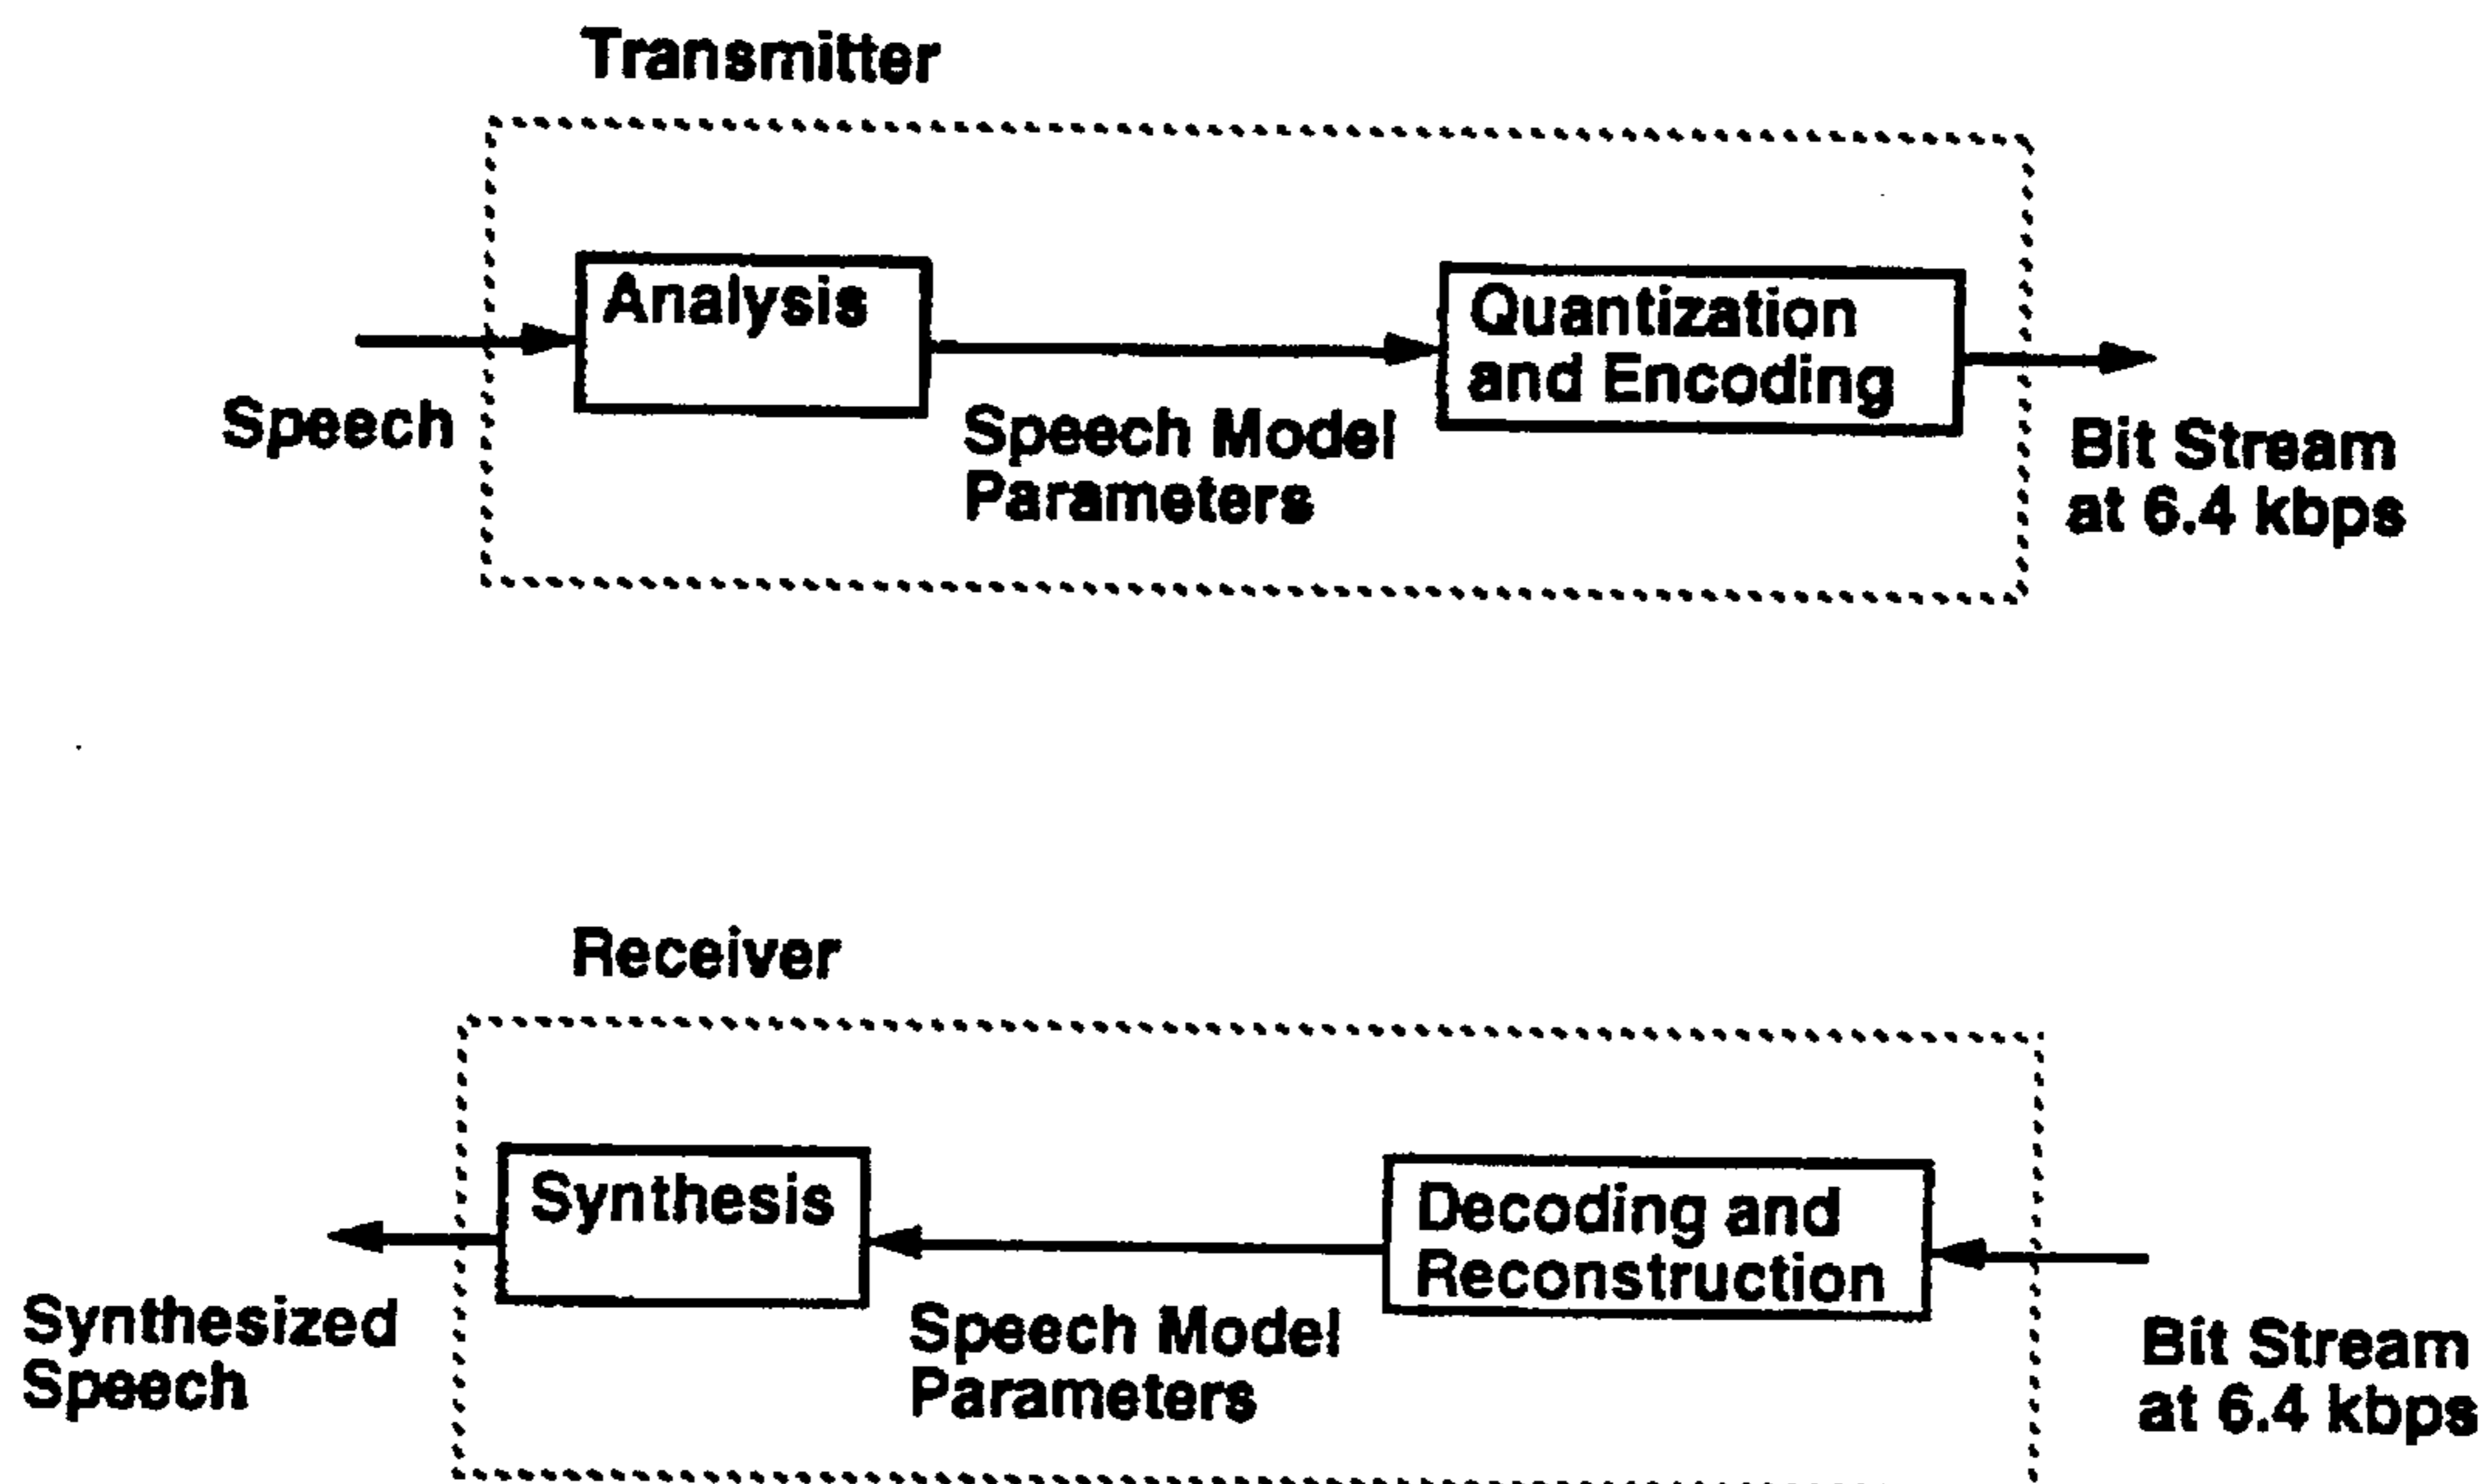 Transmitter
Analysis
Quantization
and Encoding
Speech
Speech Model
Parameters
Bit Stream
at 6.4 kbps
Receiver
Synthesis
Decoding and
Reconstruction
Synthesized
Speech
Speech Model
Parameters
Bit Stream
at 6.4 kbps